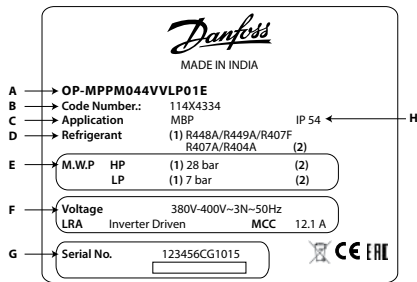 Danfoss
MADE IN INDIA
A OP-MPPM044VVLP01E
B Code Number.: 114X4334
C Application MBP IP 54 H
D Refrigerant (1) R448A/R449A/R407F
R407A/R404A (2)
E M.W.P HP (1) 28 bar (2)
LP (1) 7 bar (2)
F Voltage 380V-400V~3N~50Hz
LRA Inverter Driven MCC 12.1 A
G Serial No. 123456CG1015
CE EAC